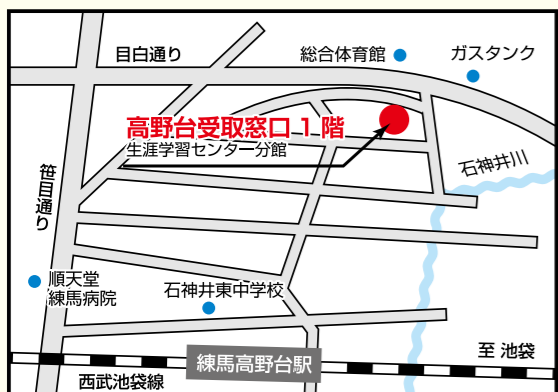 目白通り
総合体育館
ガスタンク
高野台受取窓口1階
生涯学習センター分館
石神井川
笹目通り
順天堂
練馬病院
石神井東中学校
練馬高野台駅
至 池袋
西武池袋線